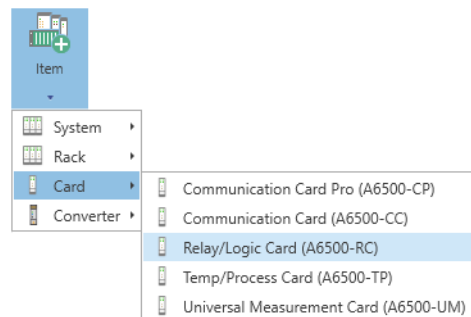 Item
System
Rack
Card
Converter
Communication Card Pro (A6500-CP)
Communication Card (A6500-CC)
Relay/Logic Card (A6500-RC)
Temp/Process Card (A6500-TP)
Universal Measurement Card (A6500-UM)